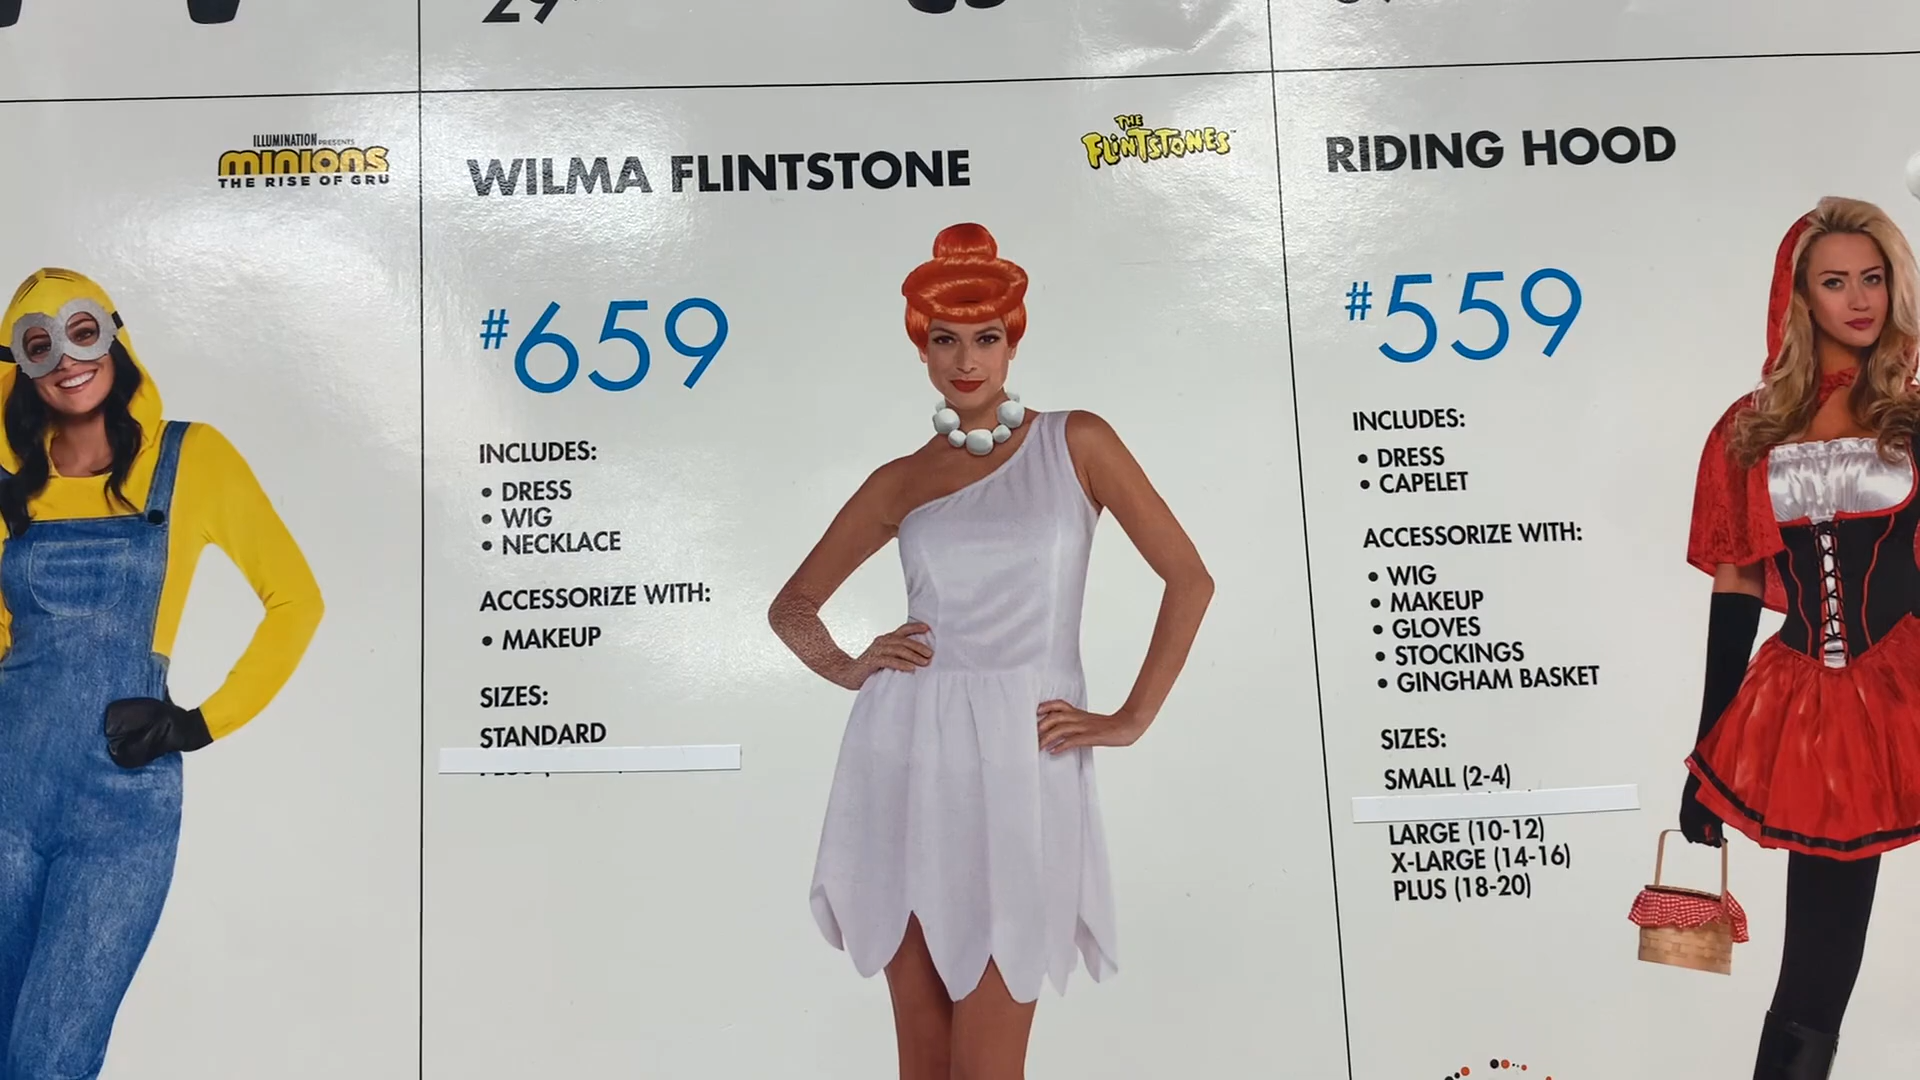 29
ILLUMINATION PRESENTS
minions
THE RISE OF GRU
WILMA FLINTSTONE
THE
FLiNTSTONES™
#659
INCLUDES:
• DRESS
• WIG
• NECKLACE
ACCESSORIZE WITH:
• MAKEUP
SIZES:
STANDARD
RIDING HOOD
#559
INCLUDES:
• DRESS
• CAPELET
ACCESSORIZE WITH:
• WIG
• MAKEUP
• GLOVES
• STOCKINGS
• GINGHAM BASKET
SIZES:
SMALL (2-4)
LARGE (10-12)
X-LARGE (14-16)
PLUS (18-20)